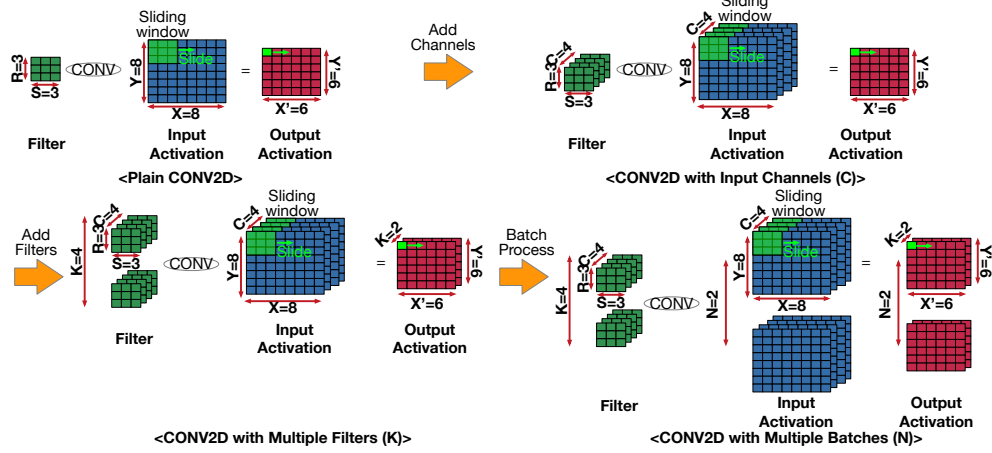 Sliding
window
R=3
S=3
CONV
Y=8
Slide
X=8
=
Y'=6
X'=6
Filter
Input
Activation
Output
Activation
<Plain CONV2D>
Add
Channels
Sliding
window
C=4
R=3
S=3
CONV
C=4
Y=8
Slide
X=8
=
Y'=6
X'=6
Filter
Input
Activation
Output
Activation
<CONV2D with Input Channels (C)>
Add
Filters
K=4
C=4
R=3
S=3
CONV
Sliding
window
C=4
Y=8
Slide
X=8
=
K=2
Y'=6
X'=6
Filter
Input
Activation
Output
Activation
<CONV2D with Multiple Filters (K)>
Batch
Process
K=4
C=4
R=3
S=3
CONV
Sliding
window
C=4
Y=8
Slide
X=8
N=2
=
K=2
Y'=6
X'=6
N=2
Filter
Input
Activation
Output
Activation
<CONV2D with Multiple Batches (N)>